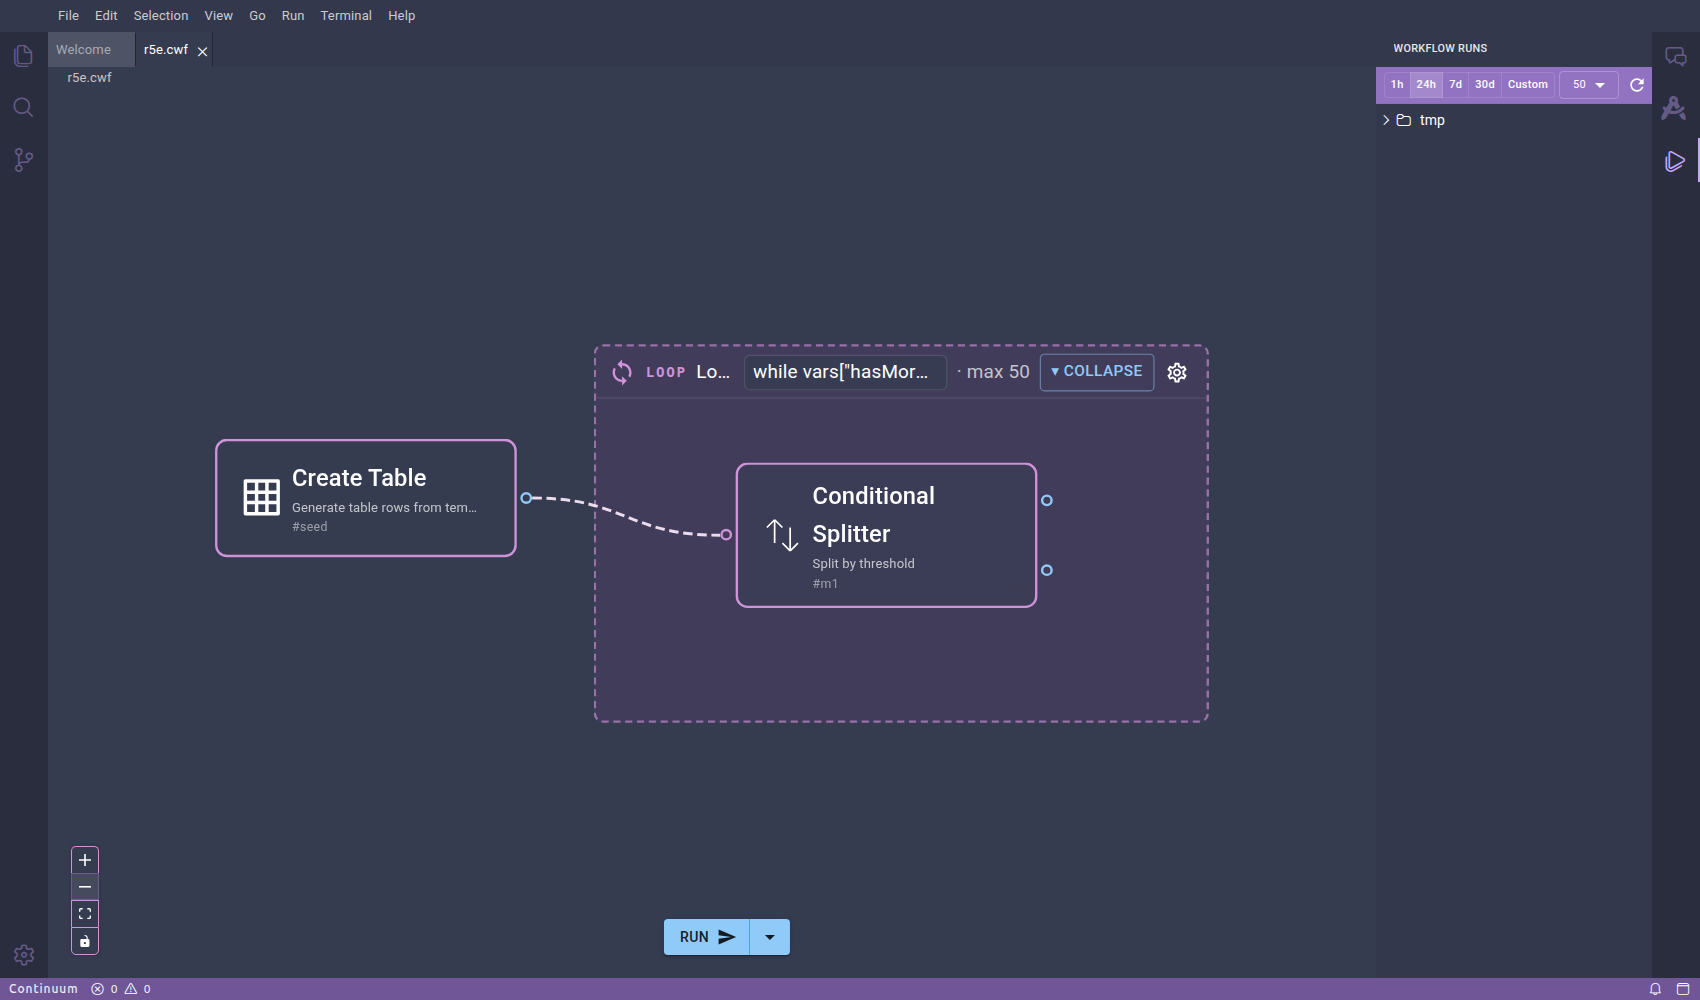 File Edit Selection View Go Run Terminal Help
Welcome r5e.cwf
r5e.cwf
WORKFLOW RUNS
1h 24h 7d 30d Custom 50
tmp
LOOP Lo... while vars["hasMor... · max 50 ▾ COLLAPSE
Create Table
Generate table rows from tem...
#seed
Conditional
Splitter
Split by threshold
#m1
RUN
Continuum 0 0